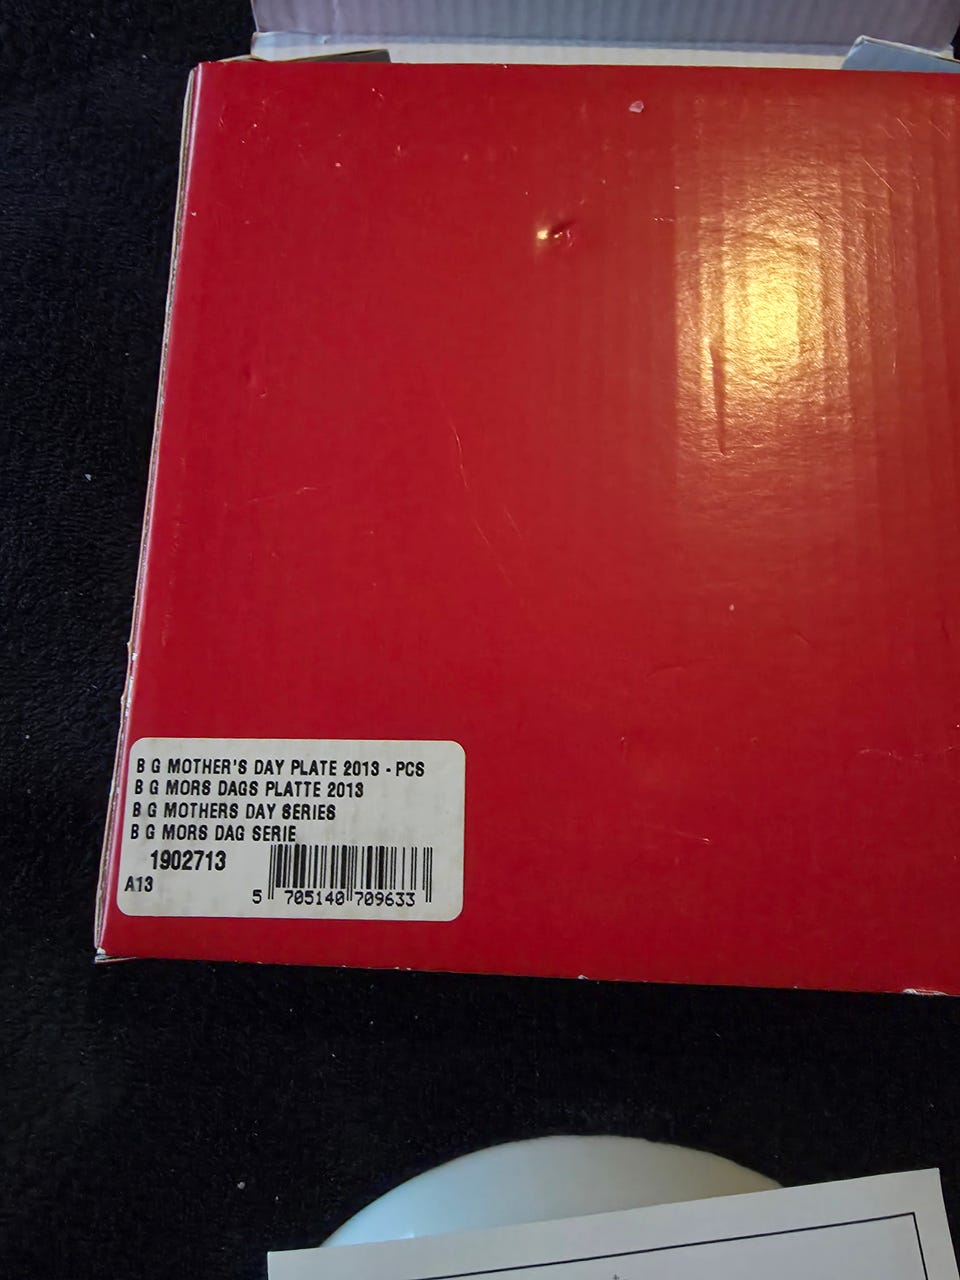 B G MOTHER'S DAY PLATE 2013 - PCS
B G MORS DAGS PLATTE 2013
B G MOTHERS DAY SERIES
B G MORS DAG SERIE
1902713
A13
5 705140 709633